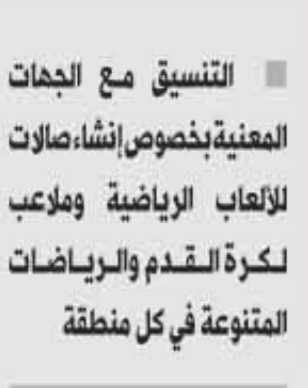 التنسيق مع الجهات
المعنية بخصوص إنشاء صالات
للألعاب الرياضية وملاعب
لكرة القدم والرياضات
المتنوعة في كل منطقة